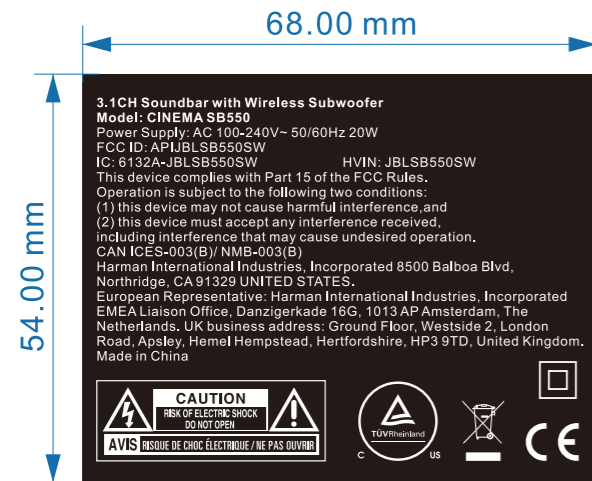 68.00 mm
54.00 mm
3.1CH Soundbar with Wireless Subwoofer
Model: CINEMA SB550
Power Supply: AC 100-240V~ 50/60Hz 20W
FCC ID: APIJBLSB550SW
IC: 6132A-JBLSB550SW HVIN: JBLSB550SW
This device complies with Part 15 of the FCC Rules.
Operation is subject to the following two conditions:
(1) this device may not cause harmful interference,and
(2) this device must accept any interference received,
including interference that may cause undesired operation.
CAN ICES-003(B)/ NMB-003(B)
Harman International Industries, Incorporated 8500 Balboa Blvd,
Northridge, CA 91329 UNITED STATES.
European Representative: Harman International Industries, Incorporated
EMEA Liaison Office, Danzigerkade 16G, 1013 AP Amsterdam, The
Netherlands. UK business address: Ground Floor, Westside 2, London
Road, Apsley, Hemel Hempstead, Hertfordshire, HP3 9TD, United Kingdom.
Made in China
CAUTION
RISK OF ELECTRIC SHOCK
DO NOT OPEN
AVIS RISQUE DE CHOC ÉLECTRIQUE / NE PAS OUVRIR
TÜVRheinland
C US
CE